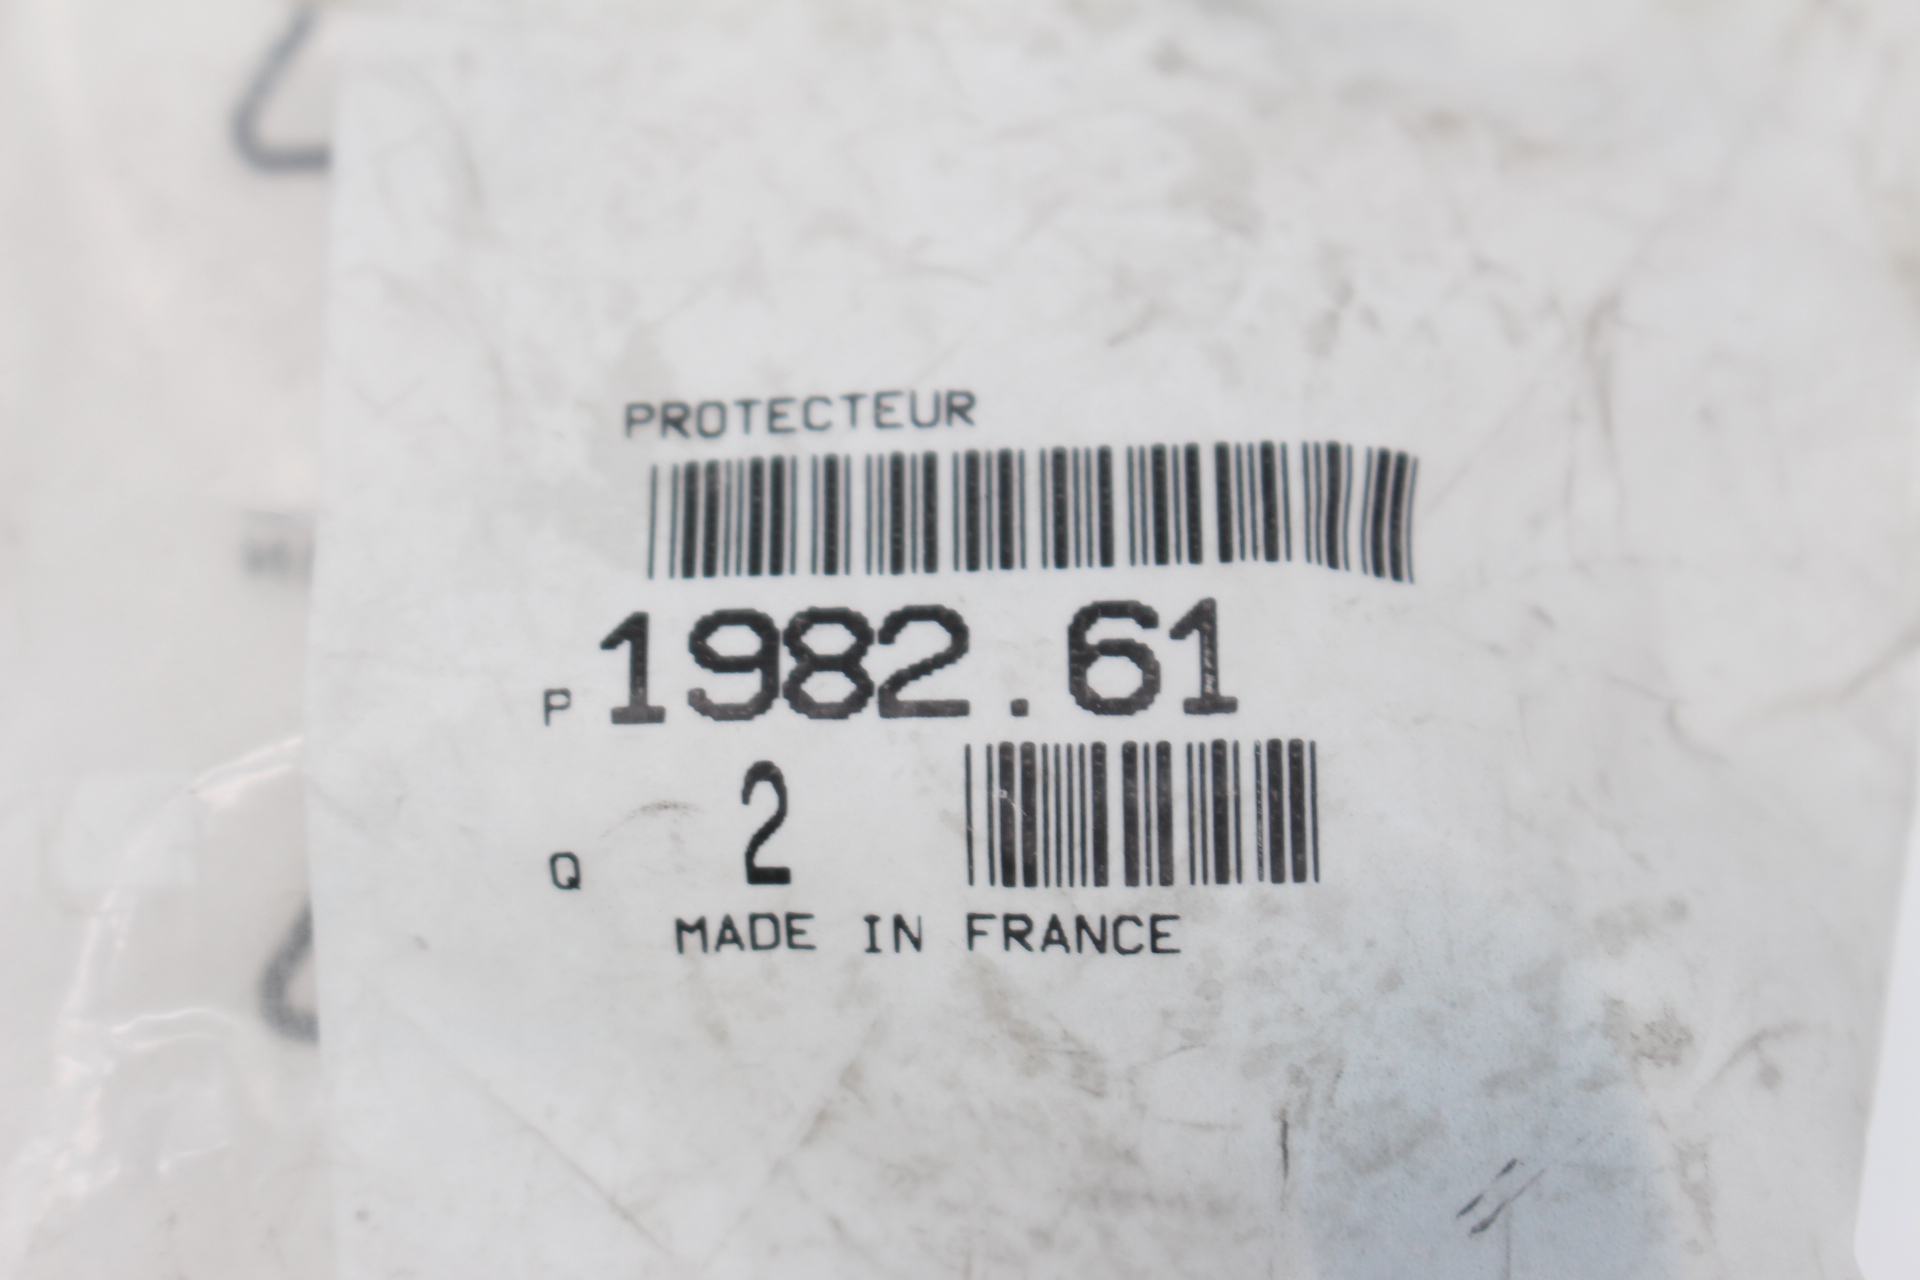 PROTECTEUR
P 1982.61
Q 2
MADE IN FRANCE